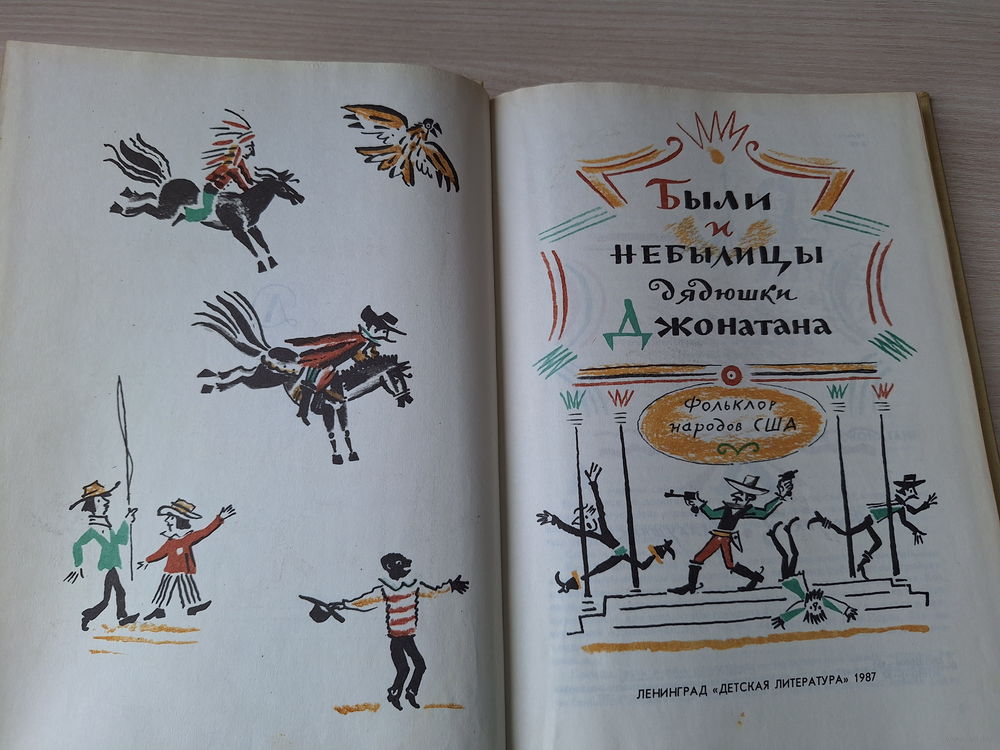 Были
и
небылицы
дядюшки
Джонатана
Фольклор
народов США
ЛЕНИНГРАД «ДЕТСКАЯ ЛИТЕРАТУРА» 1987